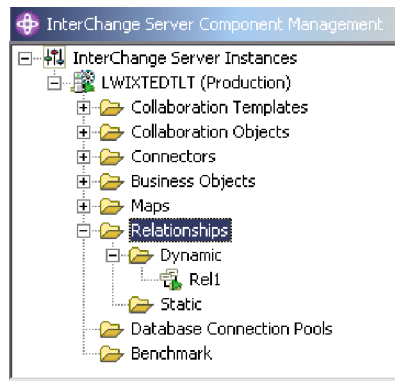 InterChange Server Component Management
InterChange Server Instances
LWIXTEDTLT (Production)
Collaboration Templates
Collaboration Objects
Connectors
Business Objects
Maps
Relationships
Dynamic
Rel1
Static
Database Connection Pools
Benchmark